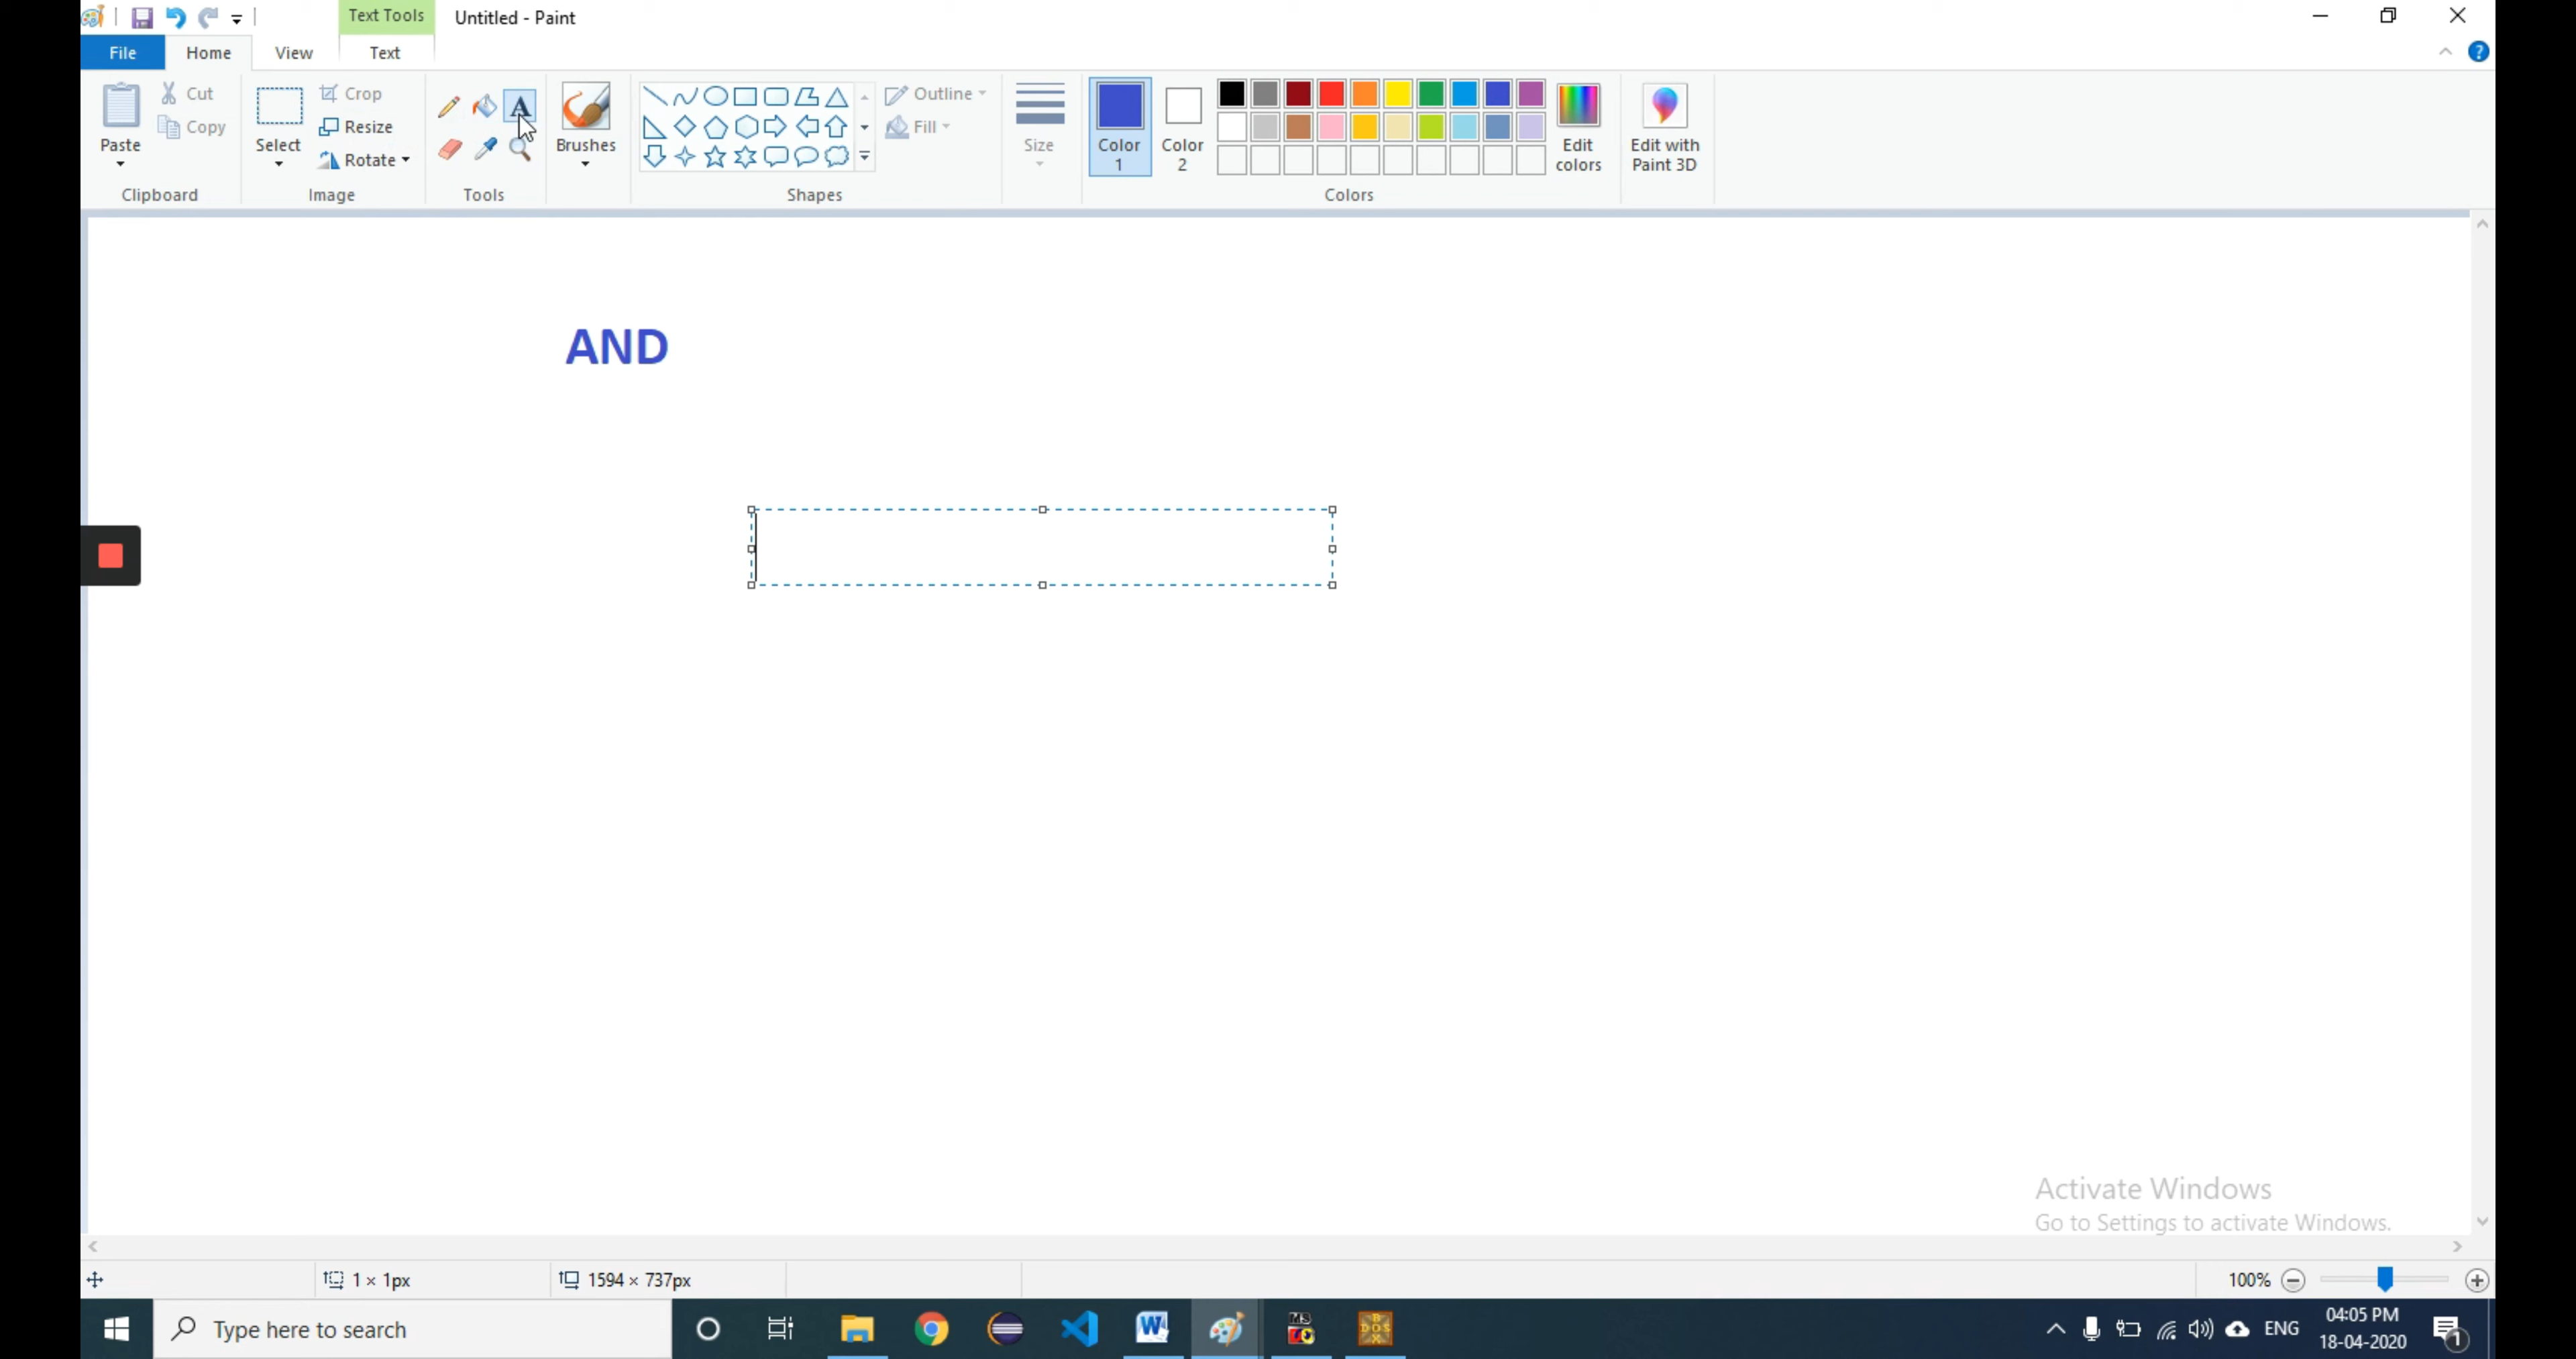 Text Tools
Untitled - Paint
File
Home
View
Text
Paste
Cut
Copy
Clipboard
Select
Crop
Resize
Rotate
Image
A
Tools
Brushes
Shapes
Outline
Fill
Size
Color 
1
Color 
2
Colors
Edit 
colors
Edit with 
Paint 3D
?
AND
Activate Windows
Go to Settings to activate Windows.
1 × 1px
1594 × 737px
100%
Type here to search
W
DOS
ENG
04:05 PM
18-04-2020
1